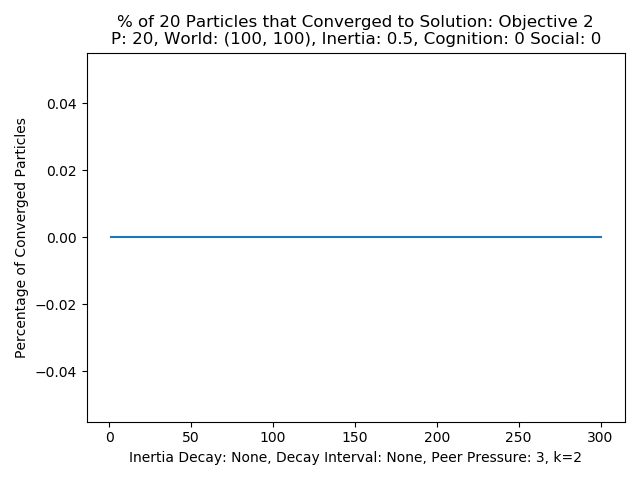 % of 20 Particles that Converged to Solution: Objective 2
P: 20, World: (100, 100), Inertia: 0.5, Cognition: 0 Social: 0
Percentage of Converged Particles
0.04
0.02
0.00
−0.02
−0.04
0 50 100 150 200 250 300
Inertia Decay: None, Decay Interval: None, Peer Pressure: 3, k=2